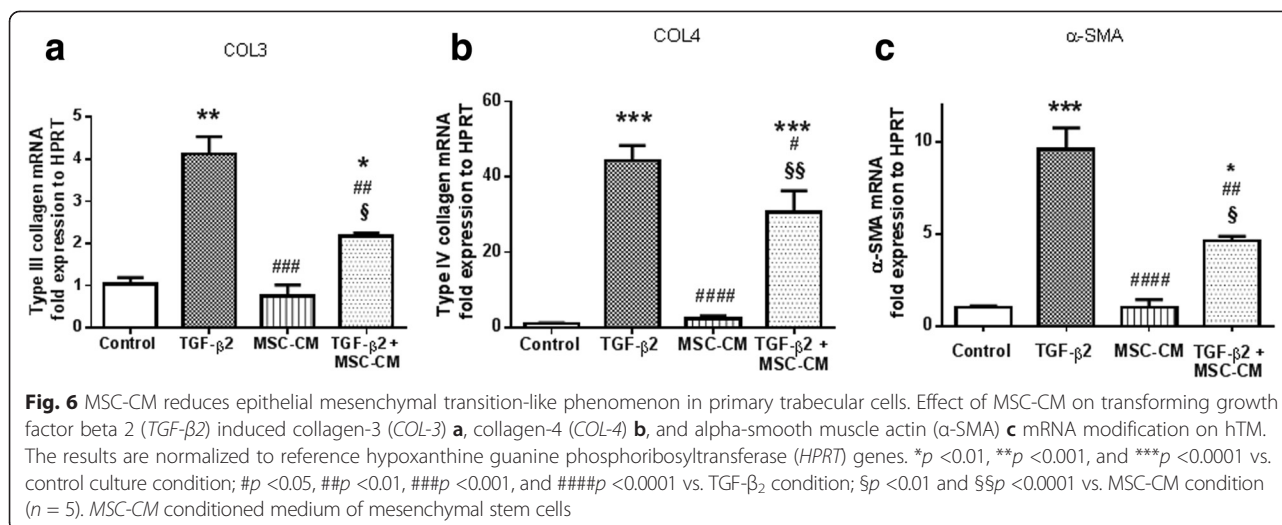 a
COL3
Type III collagen mRNA
fold expression to HPRT
5
4
3
2
1
0
**
###
*
##
§
Control
TGF-β2
MSC-CM
TGF-β2 +
MSC-CM
b
COL4
Type IV collagen mRNA
fold expression to HPRT
60
40
20
0
***
####
***
#
§§
Control
TGF-β2
MSC-CM
TGF-β2 +
MSC-CM
c
α-SMA
α-SMA mRNA
fold expression to HPRT
10
5
0
***
####
*
##
§
Control
TGF-β2
MSC-CM
TGF-β2 +
MSC-CM
Fig. 6 MSC-CM reduces epithelial mesenchymal transition-like phenomenon in primary trabecular cells. Effect of MSC-CM on transforming growth
factor beta 2 (TGF-β2) induced collagen-3 (COL-3) a, collagen-4 (COL-4) b, and alpha-smooth muscle actin (α-SMA) c mRNA modification on hTM.
The results are normalized to reference hypoxanthine guanine phosphoribosyltransferase (HPRT) genes. *p <0.01, **p <0.001, and ***p <0.0001 vs.
control culture condition; #p <0.05, ##p <0.01, ###p <0.001, and ####p <0.0001 vs. TGF-β₂ condition; §p <0.01 and §§p <0.0001 vs. MSC-CM condition
(n = 5). MSC-CM conditioned medium of mesenchymal stem cells